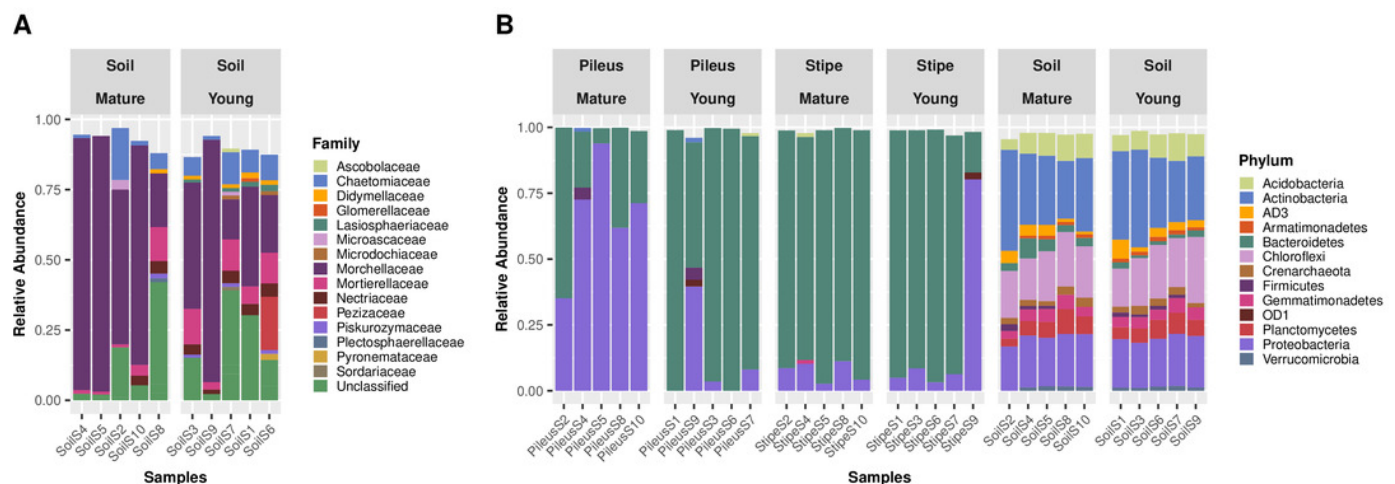 A
Soil
Mature
Soil
Young
Relative Abundance
1.00
0.75
0.50
0.25
0.00
SoilS4
SoilS5
SoilS2
SoilS10
SoilS8
SoilS3
SoilS9
SoilS7
SoilS1
SoilS6
Samples
Family
Ascobolaceae
Chaetomiaceae
Didymellaceae
Glomerellaceae
Lasiosphaeriaceae
Microascaceae
Microdochiaceae
Morchellaceae
Mortierellaceae
Nectriaceae
Pezizaceae
Piskurozymaceae
Plectosphaerellaceae
Pyronemataceae
Sordariaceae
Unclassified
B
Pileus
Mature
Pileus
Young
Stipe
Mature
Stipe
Young
Soil
Mature
Soil
Young
Relative Abundance
1.00
0.75
0.50
0.25
0.00
PileusS2
PileusS4
PileusS5
PileusS8
PileusS10
PileusS1
PileusS9
PileusS3
PileusS6
PileusS7
StipeS2
StipeS4
StipeS5
StipeS8
StipeS10
StipeS1
StipeS3
StipeS6
StipeS7
StipeS9
SoilS2
SoilS4
SoilS5
SoilS8
SoilS10
SoilS1
SoilS3
SoilS6
SoilS7
SoilS9
Samples
Phylum
Acidobacteria
Actinobacteria
AD3
Armatimonadetes
Bacteroidetes
Chloroflexi
Crenarchaeota
Firmicutes
Gemmatimonadetes
OD1
Planctomycetes
Proteobacteria
Verrucomicrobia